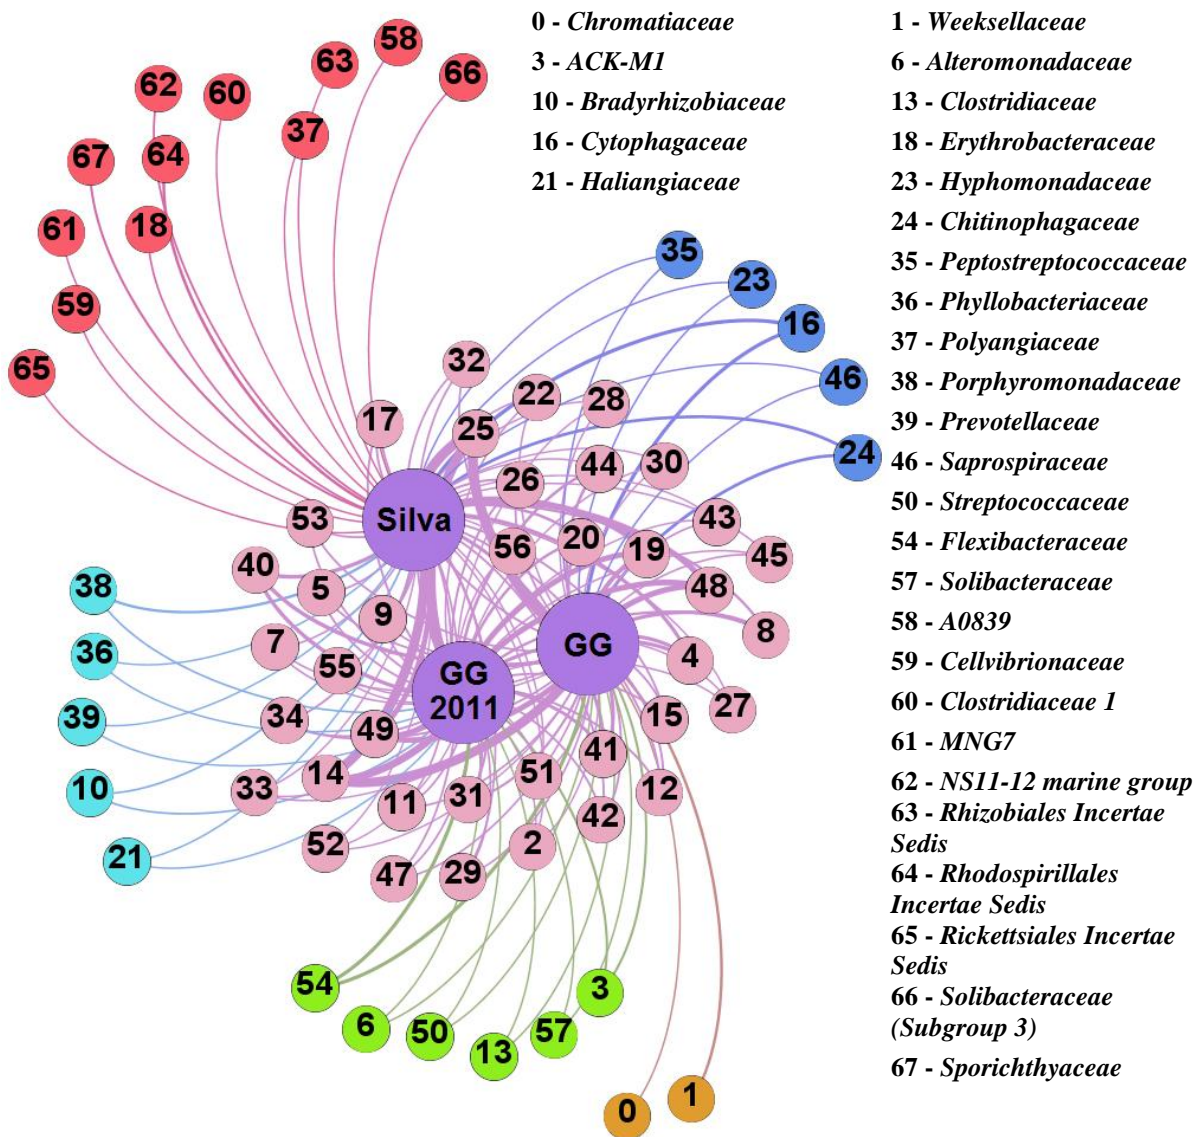 0 - Chromatiaceae
3 - ACK-M1
10 - Bradyrhizobiaceae
16 - Cytophagaceae
21 - Haliangiaceae
1 - Weeksellaceae
6 - Alteromonadaceae
13 - Clostridiaceae
18 - Erythrobacteraceae
23 - Hyphomonadaceae
24 - Chitinophagaceae
35 - Peptostreptococcaceae
36 - Phyllobacteriaceae
37 - Polyangiaceae
38 - Porphyromonadaceae
39 - Prevotellaceae
46 - Saprospiraceae
50 - Streptococcaceae
54 - Flexibacteraceae
57 - Solibacteraceae
58 - A0839
59 - Cellvibrionaceae
60 - Clostridiaceae 1
61 - MNG7
62 - NS11-12 marine group
63 - Rhizobiales Incertae
Sedis
64 - Rhodospirillales
Incertae Sedis
65 - Rickettsiales Incertae
Sedis
66 - Solibacteraceae
(Subgroup 3)
67 - Sporichthyaceae
58
63
66
62
60
37
67
64
61
18
59
65
35
23
16
46
24
32
22
28
17
25
44
30
26
Silva
53
43
56
20
19
45
40
5
48
38
9
8
7
GG
36
55
4
GG
2011
39
34
49
15
27
41
14
51
10
33
11
31
12
42
21
52
2
47
29
54
3
6
50
13
57
0
1